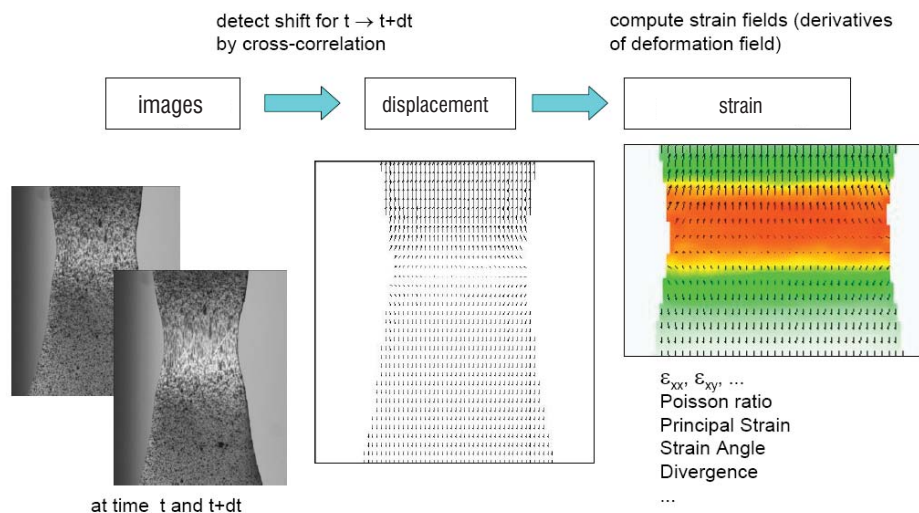 detect shift for t → t+dt
by cross-correlation
compute strain fields (derivatives
of deformation field)
images
displacement
strain
εxx, εxy, ...
Poisson ratio
Principal Strain
Strain Angle
Divergence
...
at time t and t+dt